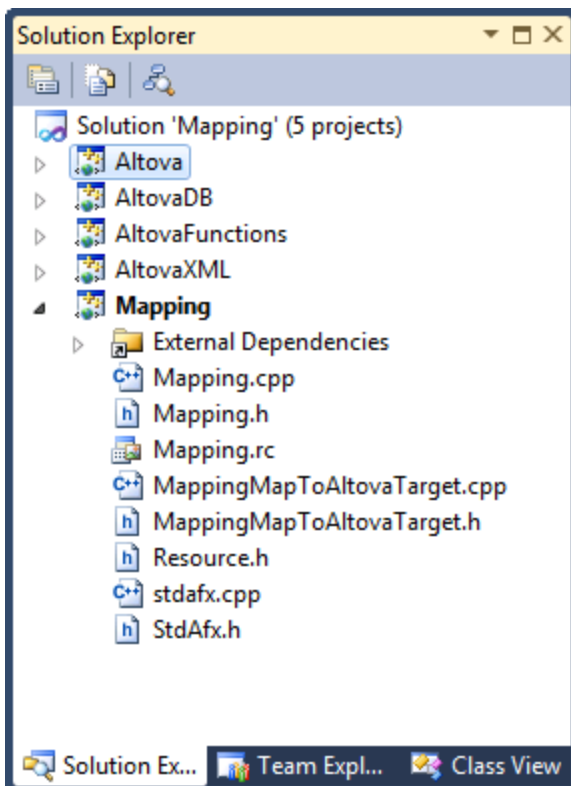 Solution Explorer
Solution 'Mapping' (5 projects)
Altova
AltovaDB
AltovaFunctions
AltovaXML
Mapping
External Dependencies
C++ Mapping.cpp
h Mapping.h
Mapping.rc
C++ MappingMapToAltovaTarget.cpp
h MappingMapToAltovaTarget.h
h Resource.h
C++ stdafx.cpp
h StdAfx.h
Solution Ex... Team Expl... Class View